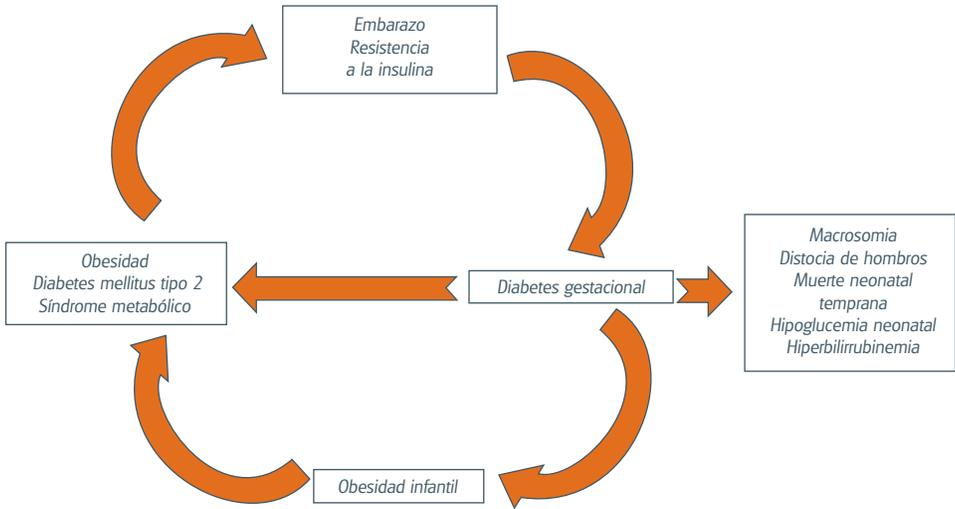 Embarazo
Resistencia
a la insulina
Obesidad
Diabetes mellitus tipo 2
Síndrome metabólico
Diabetes gestacional
Macrosomia
Distocia de hombros
Muerte neonatal
temprana
Hipoglucemia neonatal
Hiperbilirrubinemia
Obesidad infantil